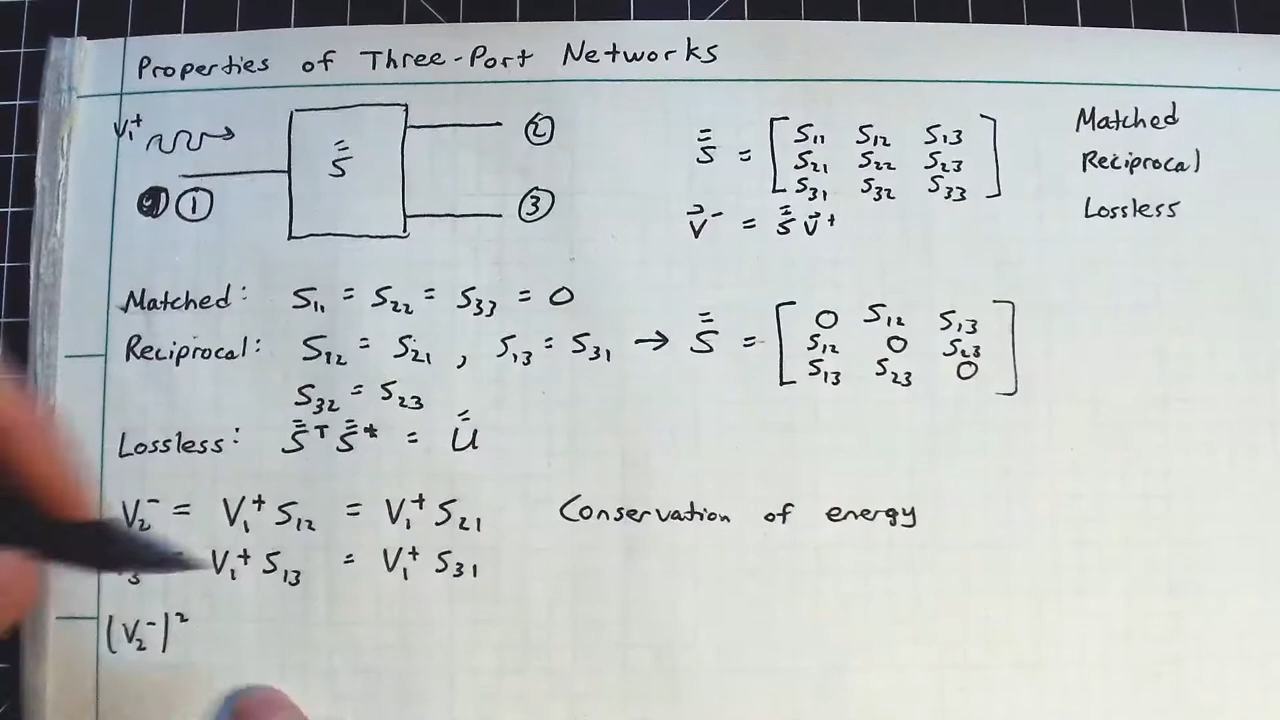 Properties of Three-Port Networks
V₁⁺
S̿
①
②
③
S̿ = [ S₁₁ S₁₂ S₁₃
S₂₁ S₂₂ S₂₃
S₃₁ S₃₂ S₃₃ ]
V⃗⁻ = S̿ V⃗⁺
Matched
Reciprocal
Lossless
Matched: S₁₁ = S₂₂ = S₃₃ = 0
Reciprocal: S₁₂ = S₂₁ , S₁₃ = S₃₁ → S̿ = [ 0 S₁₂ S₁₃
S₁₂ 0 S₂₃
S₁₃ S₂₃ 0 ]
S₃₂ = S₂₃
Lossless: S̿ᵀ S̿* = U̿
V₂⁻ = V₁⁺ S₁₂ = V₁⁺ S₂₁ Conservation of energy
V₁⁺ S₁₃ = V₁⁺ S₃₁
(V₂⁻)²